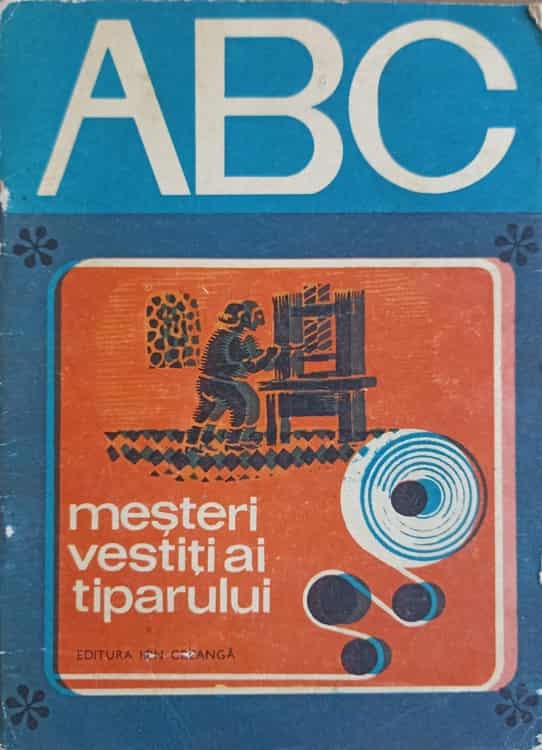 ABC
meșteri
vestiți ai
tiparului
EDITURA ION CREANGĂ